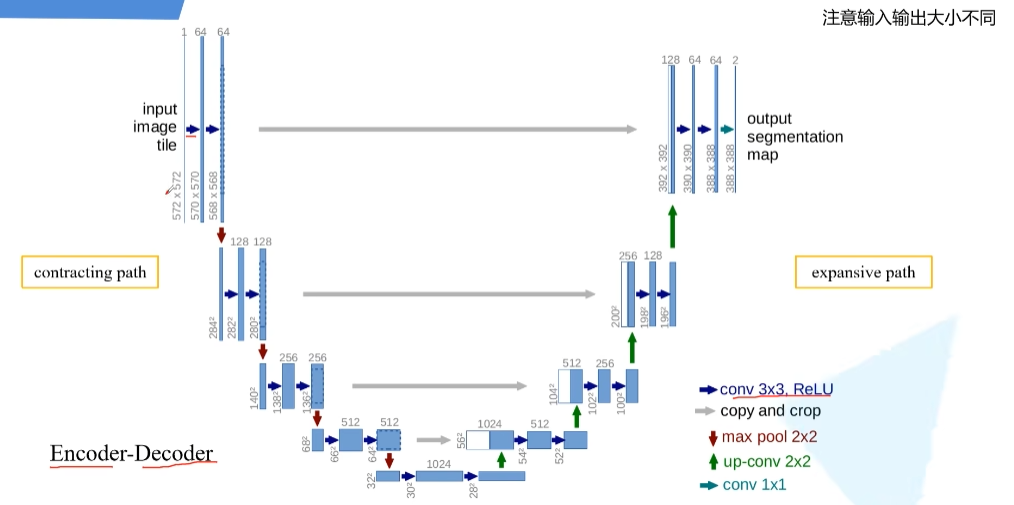 注意输入输出大小不同
1 64 64
128 64 64 2
input
image
tile
output
segmentation
map
572 x 572
570 x 570
568 x 568
392 x 392
390 x 390
388 x 388
388 x 388
128 128
256 128
contracting path
expansive path
284²
282²
280²
200²
198²
196²
256 256
512 256
140²
138²
136²
104²
102²
100²
conv 3x3, ReLU
copy and crop
max pool 2x2
up-conv 2x2
conv 1x1
512 512
1024 512
68²
66²
64²
56²
54²
52²
Encoder-Decoder
1024
32²
30²
28²